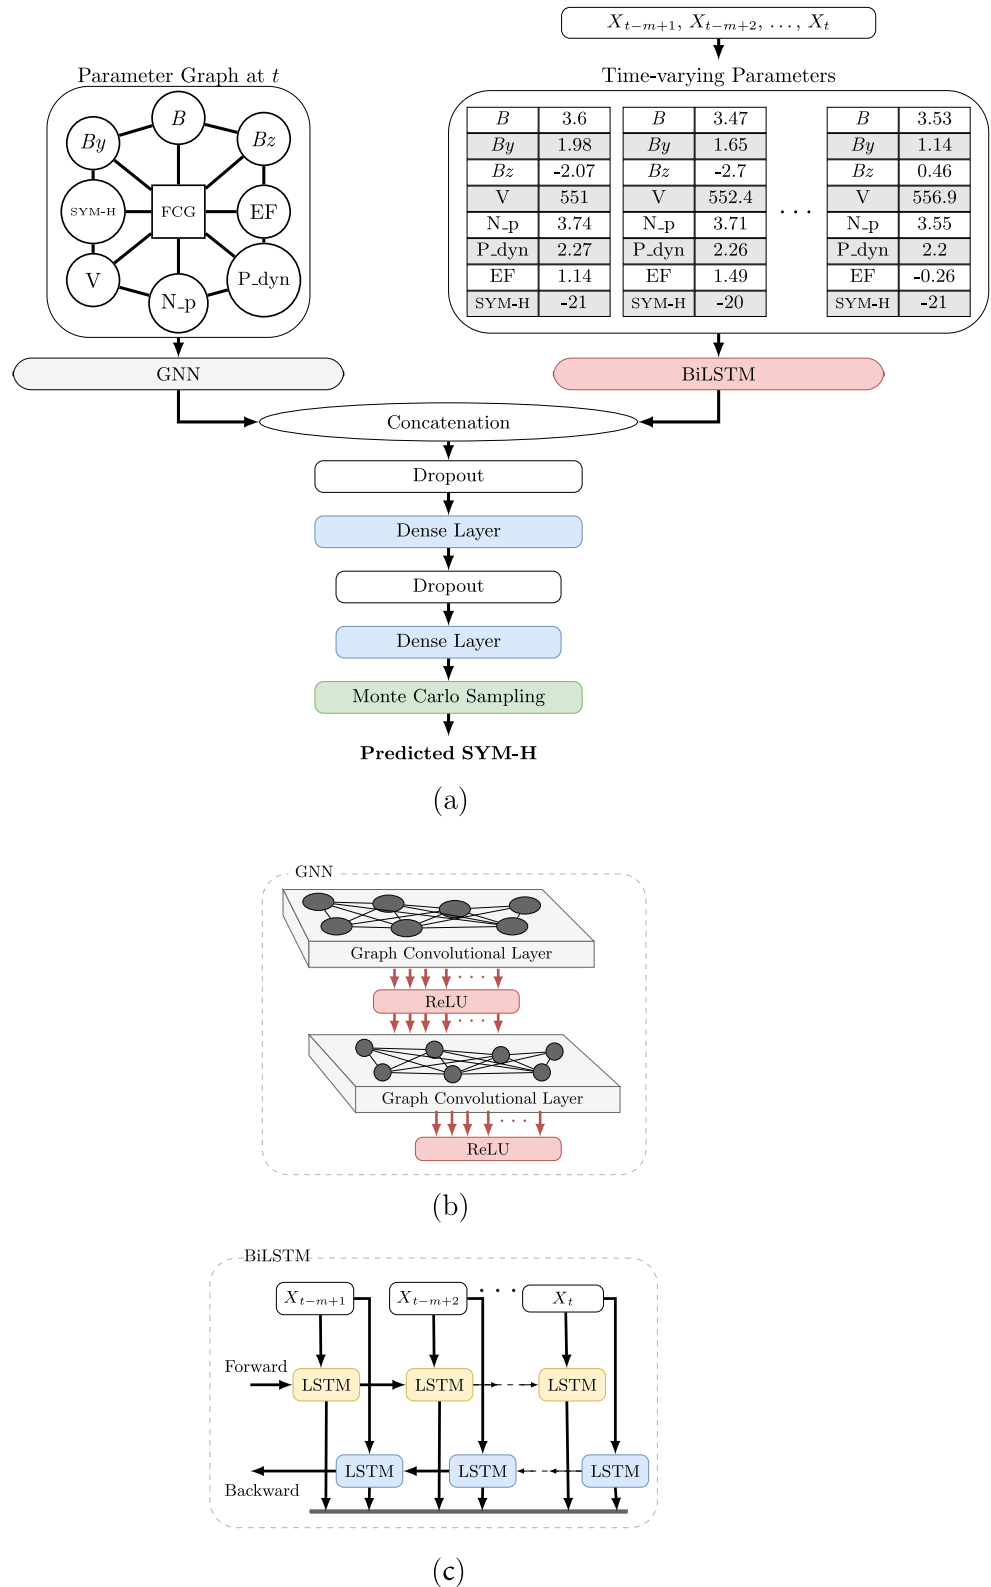 X_{t−m+1}, X_{t−m+2}, . . . , X_t
Parameter Graph at t
Time-varying Parameters
B
By
Bz
SYM-H
FCG
EF
V
N_p
P_dyn
B 3.6
By 1.98
Bz -2.07
V 551
N_p 3.74
P_dyn 2.27
EF 1.14
SYM-H -21
B 3.47
By 1.65
Bz -2.7
V 552.4
N_p 3.71
P_dyn 2.26
EF 1.49
SYM-H -20
. . .
B 3.53
By 1.14
Bz 0.46
V 556.9
N_p 3.55
P_dyn 2.2
EF -0.26
SYM-H -21
GNN
BiLSTM
Concatenation
Dropout
Dense Layer
Dropout
Dense Layer
Monte Carlo Sampling
Predicted SYM-H
(a)
GNN
Graph Convolutional Layer
. . .
ReLU
. . .
Graph Convolutional Layer
. . .
ReLU
(b)
BiLSTM
X_{t−m+1} X_{t−m+2} . . . X_t
Forward
LSTM LSTM LSTM
LSTM LSTM LSTM
Backward
(c)